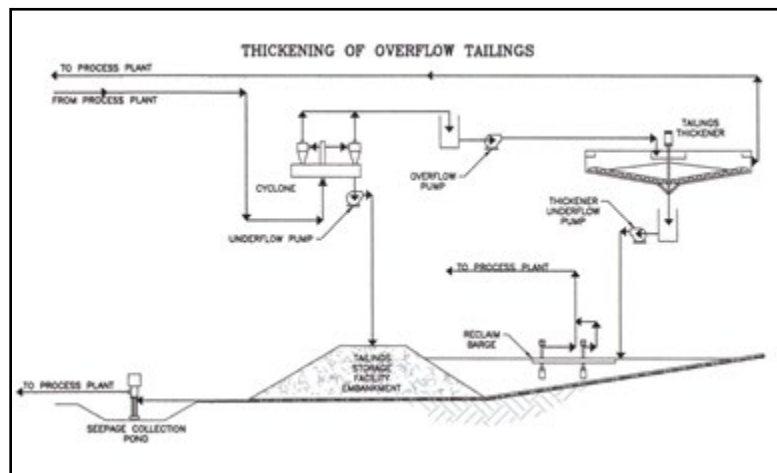 THICKENING OF OVERFLOW TAILINGS
TO PROCESS PLANT
FROM PROCESS PLANT
TAILINGS
THICKENER
CYCLONE
OVERFLOW
PUMP
UNDERFLOW PUMP
THICKENER
UNDERFLOW
PUMP
TO PROCESS PLANT
RECLAIM
BARGE
TAILINGS
STORAGE
FACILITY
EMBANKMENT
TO PROCESS PLANT
SEEPAGE COLLECTION
POND